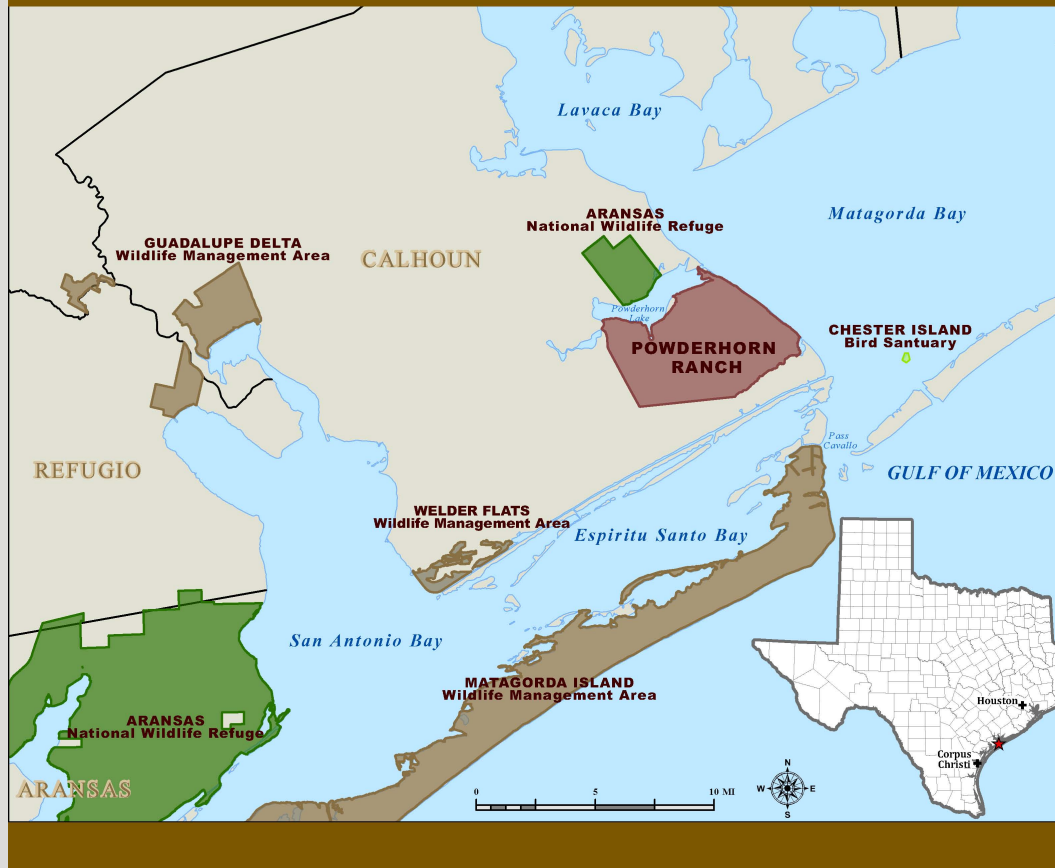 Lavaca Bay
ARANSAS
National Wildlife Refuge
Matagorda Bay
GUADALUPE DELTA
Wildlife Management Area
CALHOUN
Powderhorn
Lake
CHESTER ISLAND
Bird Santuary
POWDERHORN
RANCH
Pass
Cavallo
REFUGIO
GULF OF MEXICO
WELDER FLATS
Wildlife Management Area
Espiritu Santo Bay
San Antonio Bay
MATAGORDA ISLAND
Wildlife Management Area
ARANSAS
National Wildlife Refuge
Houston
Corpus
Christi
ARANSAS
N
W
E
S
0
5
10 MI